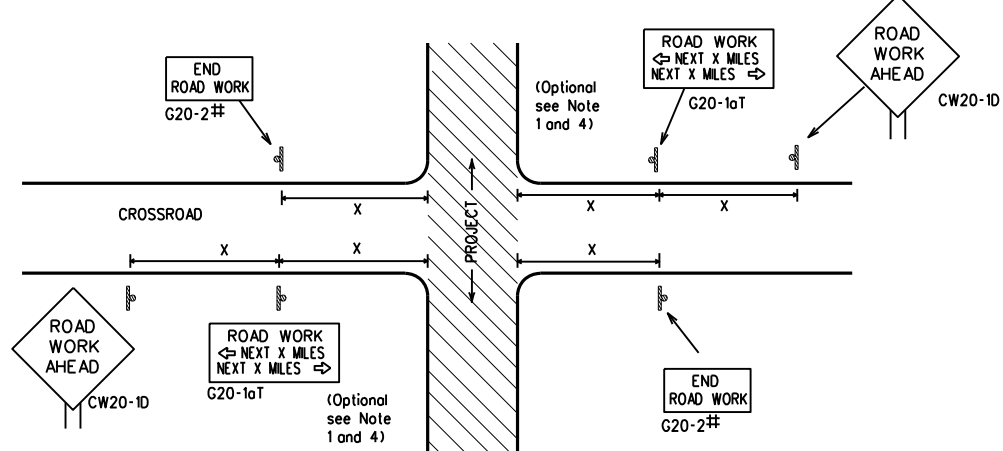 ROAD
WORK
AHEAD
CW20-1D
ROAD WORK
⇦ NEXT X MILES
NEXT X MILES ⇨
G20-1aT
(Optional
see Note
1 and 4)
END
ROAD WORK
G20-2#
X
X
X
CROSSROAD
PROJECT
X
X
X
ROAD
WORK
AHEAD
CW20-1D
ROAD WORK
⇦ NEXT X MILES
NEXT X MILES ⇨
G20-1aT
(Optional
see Note
1 and 4)
END
ROAD WORK
G20-2#